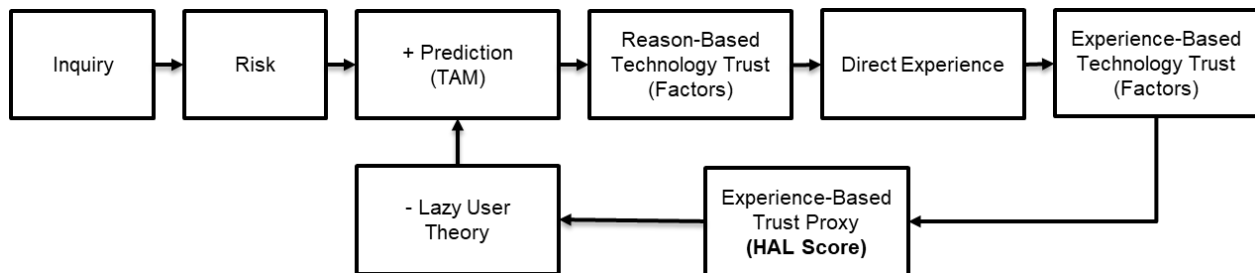 Inquiry
Risk
+ Prediction
(TAM)
Reason-Based
Technology Trust
(Factors)
Direct Experience
Experience-Based
Technology Trust
(Factors)
- Lazy User
Theory
Experience-Based
Trust Proxy
(HAL Score)